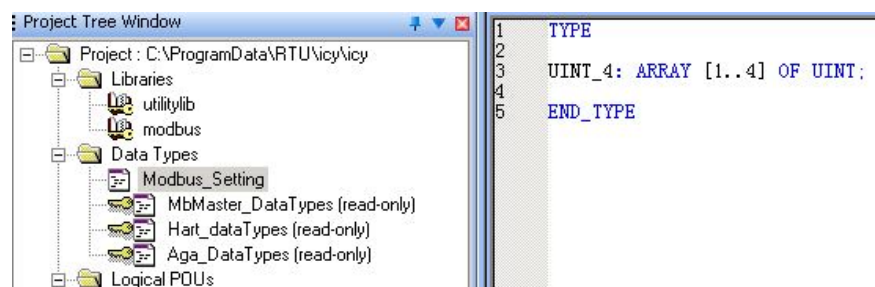 Project Tree Window
Project : C:\ProgramData\RTU\icy\icy
Libraries
utilitylib
modbus
Data Types
Modbus_Setting
MbMaster_DataTypes (read-only)
Hart_dataTypes (read-only)
Aga_DataTypes (read-only)
Logical POUs
1 TYPE
2
3 UINT_4: ARRAY [1..4] OF UINT;
4
5 END_TYPE